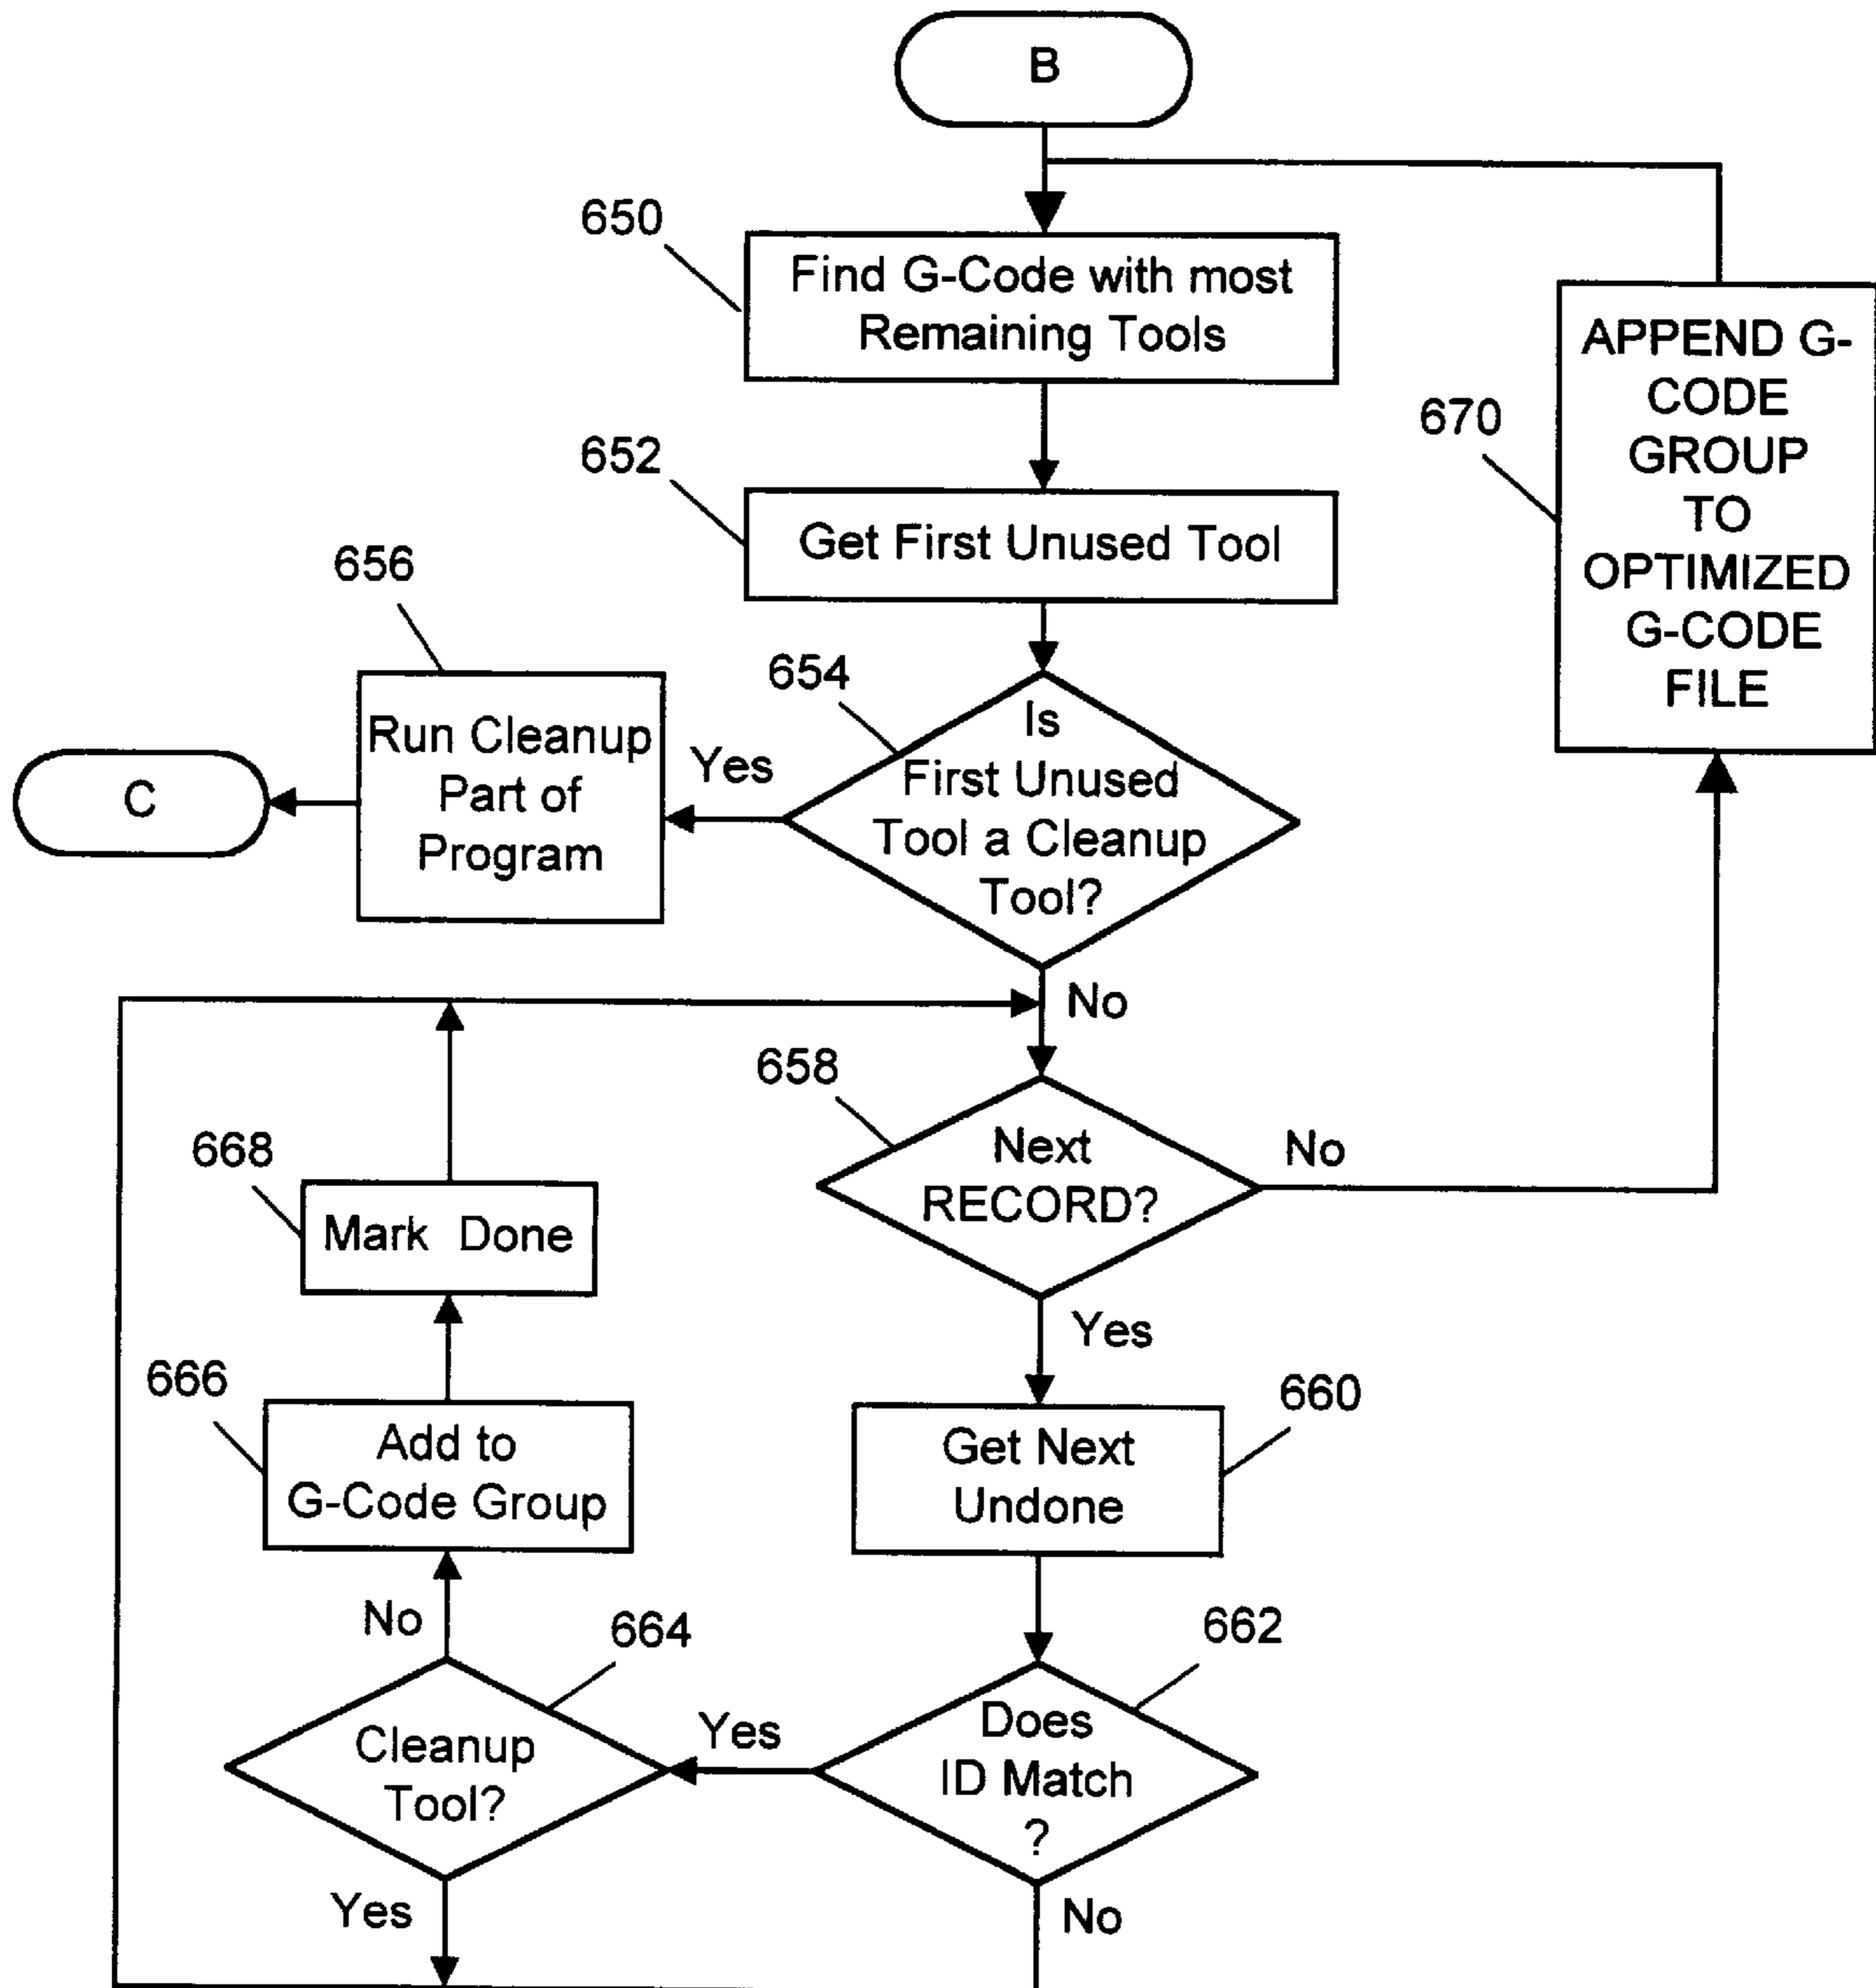 B
650
Find G-Code with most
Remaining Tools
652
Get First Unused Tool
670
APPEND G-
CODE
GROUP
TO
OPTIMIZED
G-CODE
FILE
656
Run Cleanup
Part of
Program
C
Yes
654
Is
First Unused
Tool a Cleanup
Tool?
No
658
Next
RECORD?
No
Yes
668
Mark Done
666
Add to
G-Code Group
660
Get Next
Undone
No
664
Cleanup
Tool?
Yes
Yes
662
Does
ID Match
?
No